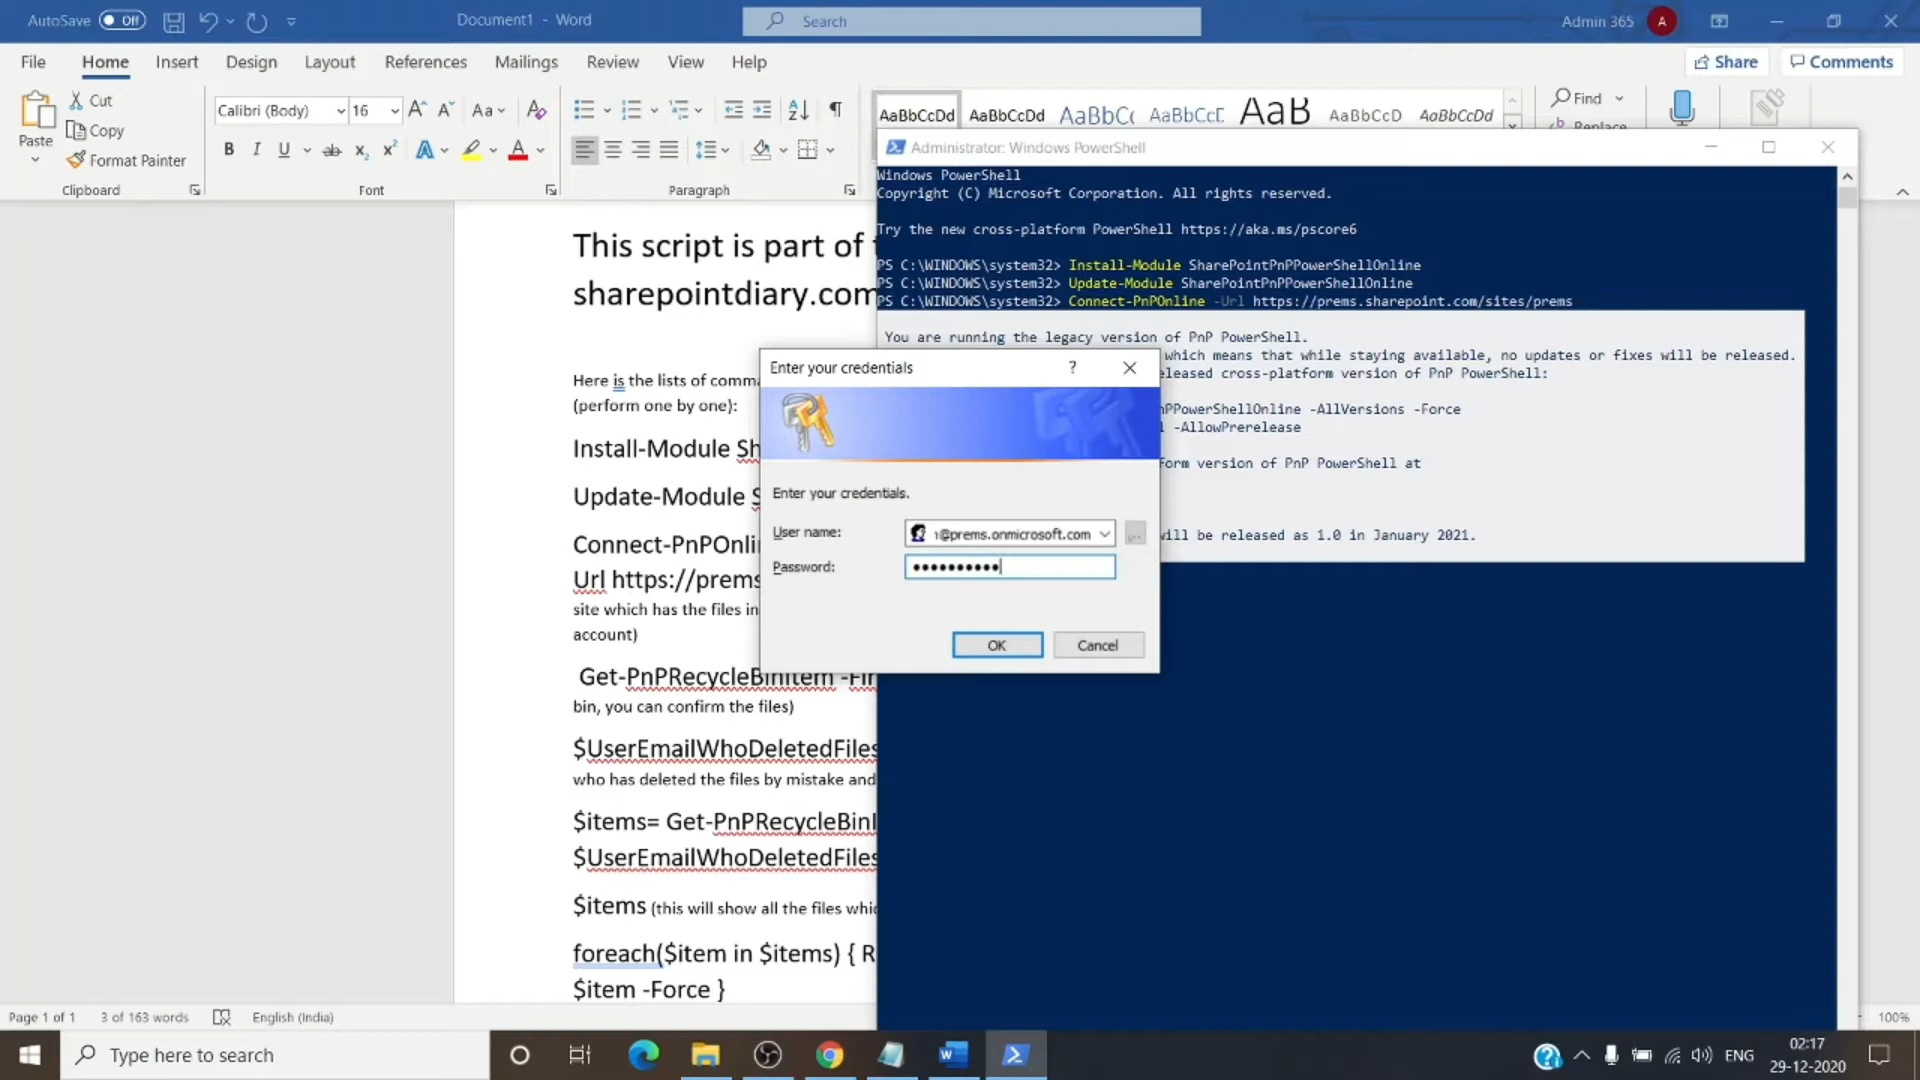 AutoSave Off
Document1 - Word
Search
Admin 365 A
File Home Insert Design Layout References Mailings Review View Help
Share Comments
Paste
Cut
Copy
Format Painter
Clipboard
Calibri (Body) 16
Aa
B I U ab x2 x2 A A
Font
Paragraph
AaBbCcDd AaBbCcDd AaBbC AaBbCcE AaB AaBbCcD AaBbCcDd
Find
Replace
This script is part of
sharepointdiary.com
Here is the lists of comma
(perform one by one):
Install-Module Sh
Update-Module
Connect-PnPOnli
Url https://prems
site which has the files in
account)
Get-PnPRecycleBinItem -Fir
bin, you can confirm the files)
$UserEmailWhoDeletedFiles
who has deleted the files by mistake and
$items= Get-PnPRecycleBinI
$UserEmailWhoDeletedFiles
$items (this will show all the files whic
foreach($item in $items) { R
$item -Force }
Administrator: Windows PowerShell
Windows PowerShell
Copyright (C) Microsoft Corporation. All rights reserved.
Try the new cross-platform PowerShell https://aka.ms/pscore6
PS C:\WINDOWS\system32> Install-Module SharePointPnPPowerShellOnline
PS C:\WINDOWS\system32> Update-Module SharePointPnPPowerShellOnline
PS C:\WINDOWS\system32> Connect-PnPOnline -Url https://prems.sharepoint.com/sites/prems
You are running the legacy version of PnP PowerShell.
which means that while staying available, no updates or fixes will be released.
eleased cross-platform version of PnP PowerShell:
nPPowerShellOnline -AllVersions -Force
l -AllowPrerelease
form version of PnP PowerShell at
will be released as 1.0 in January 2021.
Enter your credentials ?
Enter your credentials.
User name: @prems.onmicrosoft.com ...
Password: ●●●●●●●●●●
OK Cancel
Page 1 of 1 3 of 163 words English (India) 100%
Type here to search
ENG
02:17
29-12-2020